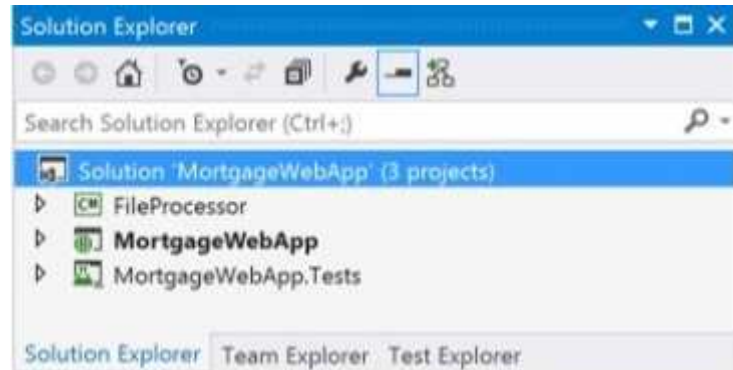 Solution Explorer
Search Solution Explorer (Ctrl+;)
Solution 'MortgageWebApp' (3 projects)
C# FileProcessor
MortgageWebApp
MortgageWebApp.Tests
Solution Explorer Team Explorer Test Explorer